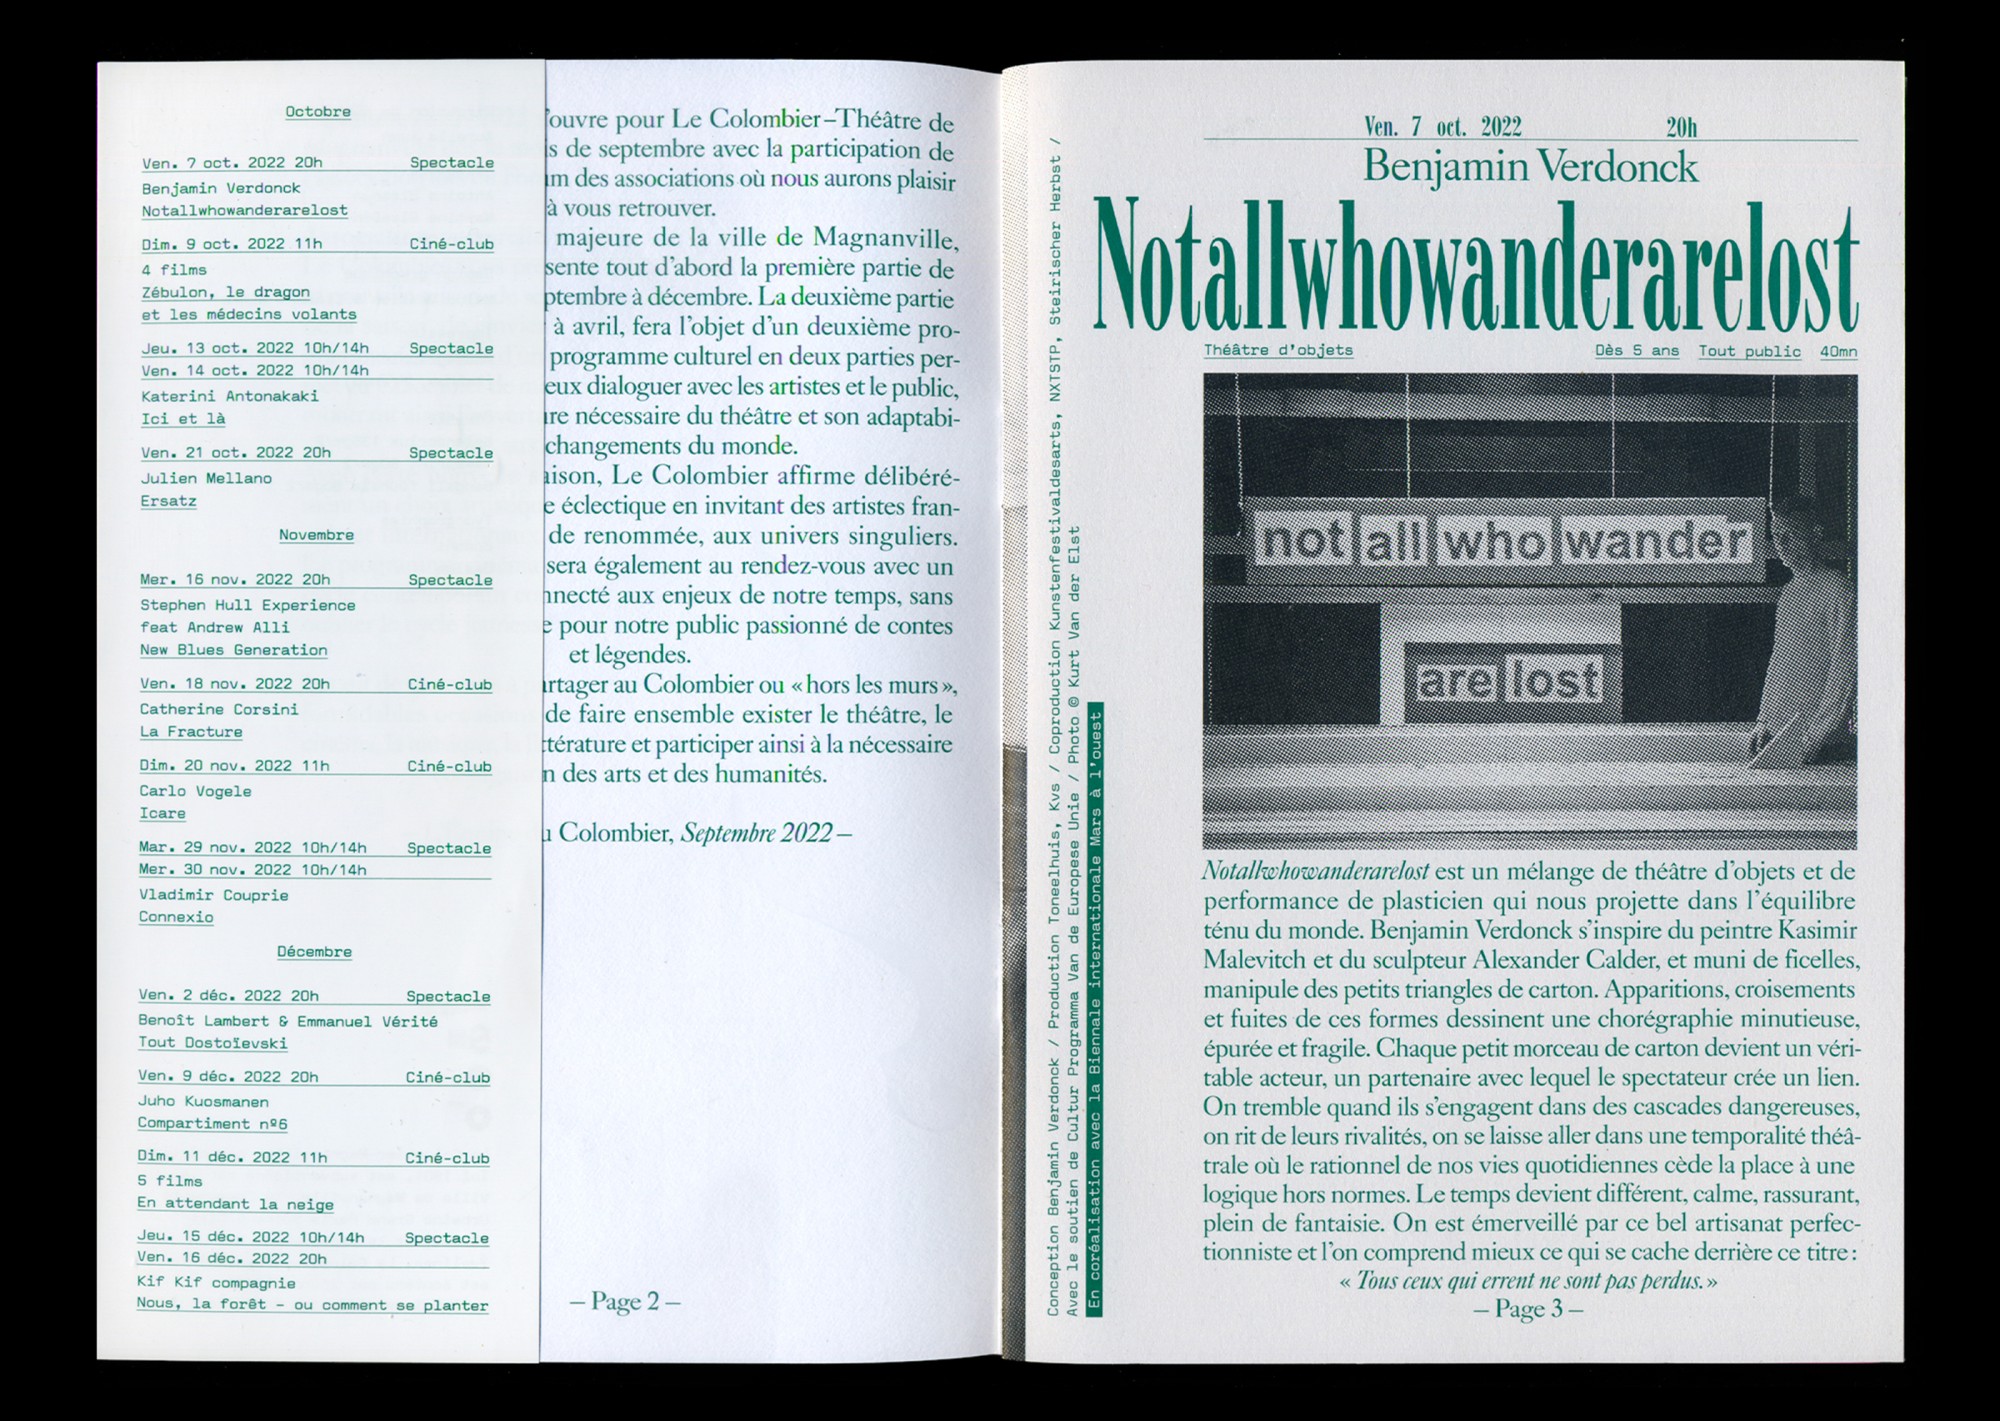 Octobre
Ven. 7 oct. 2022 20h Spectacle
Benjamin Verdonck
Notallwhowanderarelost
Dim. 9 oct. 2022 11h Ciné-club
4 films
Zébulon, le dragon
et les médecins volants
Jeu. 13 oct. 2022 10h/14h Spectacle
Ven. 14 oct. 2022 10h/14h
Katerini Antonakaki
Ici et là
Ven. 21 oct. 2022 20h Spectacle
Julien Mellano
Ersatz
Novembre
Mer. 16 nov. 2022 20h Spectacle
Stephen Hull Experience
feat Andrew Alli
New Blues Generation
Ven. 18 nov. 2022 20h Ciné-club
Catherine Corsini
La Fracture
Dim. 20 nov. 2022 11h Ciné-club
Carlo Vogele
Icare
Mar. 29 nov. 2022 10h/14h Spectacle
Mer. 30 nov. 2022 10h/14h
Vladimir Couprie
Connexio
Décembre
Ven. 2 déc. 2022 20h Spectacle
Benoît Lambert & Emmanuel Vérité
Tout Dostoïevski
Ven. 9 déc. 2022 20h Ciné-club
Juho Kuosmanen
Compartiment nº6
Dim. 11 déc. 2022 11h Ciné-club
5 films
En attendant la neige
Jeu. 15 déc. 2022 10h/14h Spectacle
Ven. 16 déc. 2022 20h
Kif Kif compagnie
Nous, la forêt – ou comment se planter
'ouvre pour Le Colombier–Théâtre de
s de septembre avec la participation de
um des associations où nous aurons plaisir
à vous retrouver.
majeure de la ville de Magnanville,
sente tout d'abord la première partie de
ptembre à décembre. La deuxième partie
à avril, fera l'objet d'un deuxième pro-
programme culturel en deux parties per-
eux dialoguer avec les artistes et le public,
ure nécessaire du théâtre et son adaptabi-
changements du monde.
aison, Le Colombier affirme délibéré-
e éclectique en invitant des artistes fran-
de renommée, aux univers singuliers.
sera également au rendez-vous avec un
nnecté aux enjeux de notre temps, sans
e pour notre public passionné de contes
et légendes.
rtager au Colombier ou « hors les murs »,
de faire ensemble exister le théâtre, le
ttérature et participer ainsi à la nécessaire
n des arts et des humanités.
u Colombier, Septembre 2022 –
– Page 2 –
Conception Benjamin Verdonck / Production Toneelhuis, Kvs / Coproduction Kunstenfestivaldesarts, NXTSTP, Steirischer Herbst /
Avec le soutien de Cultur Programma Van de Europese Unie / Photo © Kurt Van der Elst
En coréalisation avec la Biennale internationale Mars à l'ouest
Ven. 7 oct. 2022 20h
Benjamin Verdonck
Notallwhowanderarelost
Théâtre d'objets Dès 5 ans Tout public 40mn
not all who wander
are lost
Notallwhowanderarelost est un mélange de théâtre d'objets et de
performance de plasticien qui nous projette dans l'équilibre
ténu du monde. Benjamin Verdonck s'inspire du peintre Kasimir
Malevitch et du sculpteur Alexander Calder, et muni de ficelles,
manipule des petits triangles de carton. Apparitions, croisements
et fuites de ces formes dessinent une chorégraphie minutieuse,
épurée et fragile. Chaque petit morceau de carton devient un véri-
table acteur, un partenaire avec lequel le spectateur crée un lien.
On tremble quand ils s'engagent dans des cascades dangereuses,
on rit de leurs rivalités, on se laisse aller dans une temporalité théâ-
trale où le rationnel de nos vies quotidiennes cède la place à une
logique hors normes. Le temps devient différent, calme, rassurant,
plein de fantaisie. On est émerveillé par ce bel artisanat perfec-
tionniste et l'on comprend mieux ce qui se cache derrière ce titre :
« Tous ceux qui errent ne sont pas perdus. »
– Page 3 –